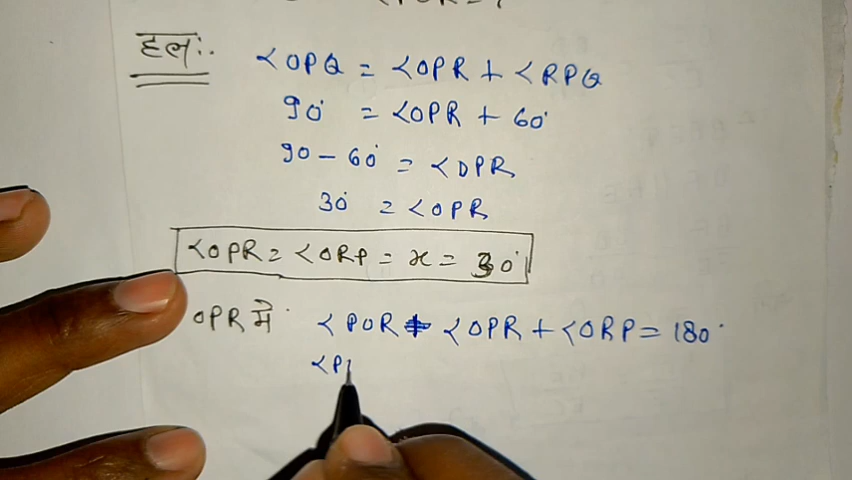 हलः-
<OPQ = <OPR + <RPQ
90° = <OPR + 60°
90 - 60° = <OPR
30° = <OPR
<OPR = <ORP = x = 30°
OPR में <POR + <OPR + <ORP = 180°
<P